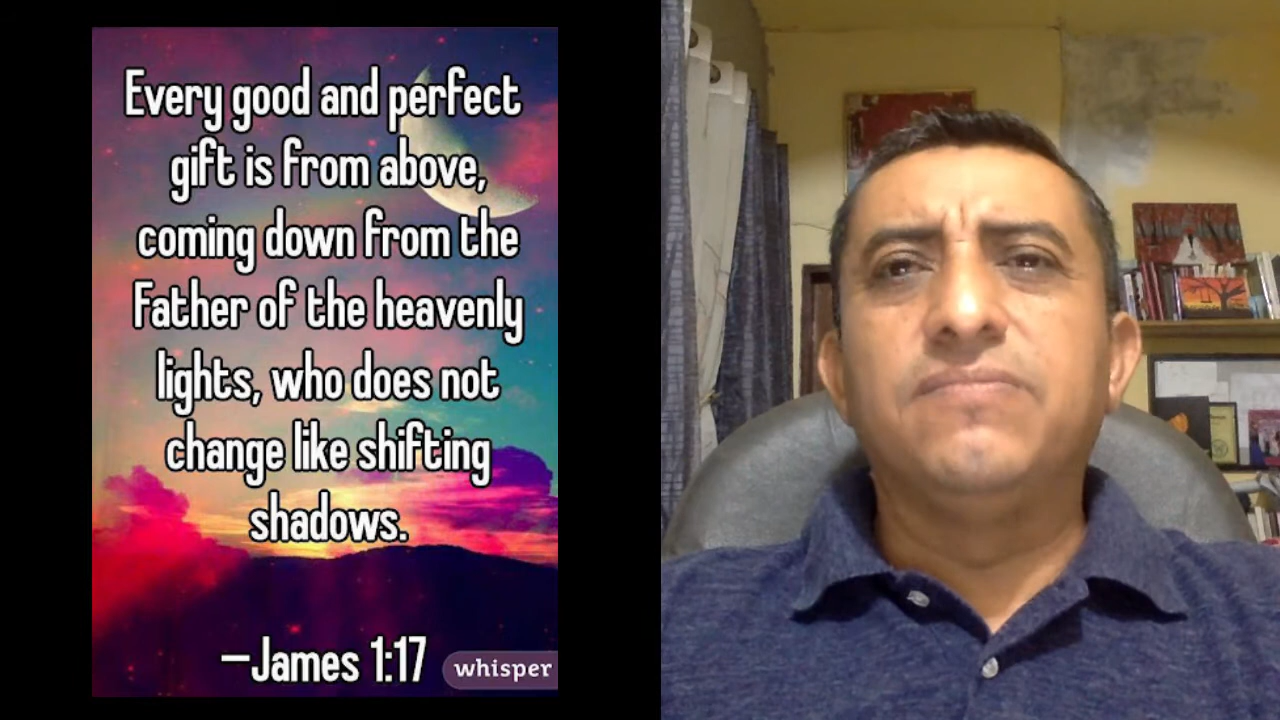 Every good and perfect
gift is from above,
coming down from the
Father of the heavenly
lights, who does not
change like shifting
shadows.
–James 1:17
whisper